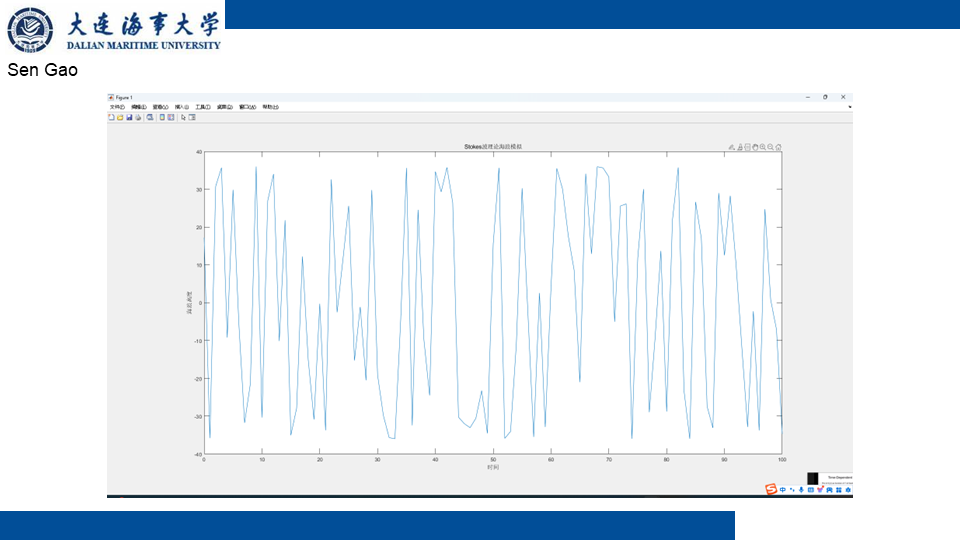 大连海事大学
DALIAN MARITIME UNIVERSITY
Sen Gao
Figure 1
文件(F) 编辑(E) 查看(V) 插入(I) 工具(T) 桌面(D) 窗口(W) 帮助(H)
Stokes波理论海浪模拟
40
30
20
10
0
-10
-20
-30
-40
海浪高度
0 10 20 30 40 50 60 70 80 90 100
时间
中